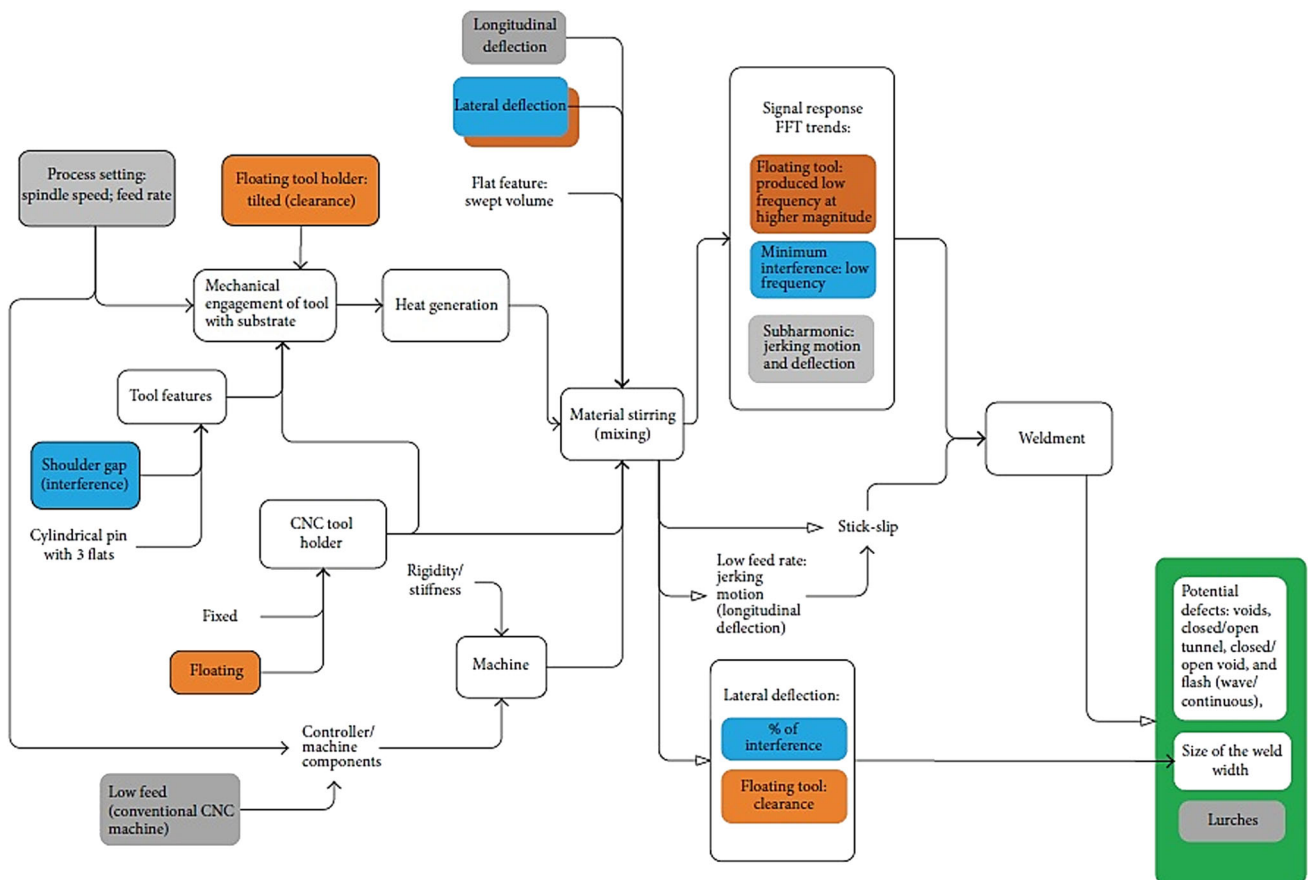 Longitudinal
deflection
Lateral deflection
Flat feature:
swept volume
Process setting:
spindle speed; feed rate
Floating tool holder:
tilted (clearance)
Mechanical
engagement of tool
with substrate
Heat generation
Tool features
Shoulder gap
(interference)
Cylindrical pin
with 3 flats
CNC tool
holder
Fixed
Floating
Rigidity/
stiffness
Machine
Controller/
machine
components
Low feed
(conventional CNC
machine)
Material stirring
(mixing)
Signal response
FFT trends:
Floating tool:
produced low
frequency at
higher magnitude
Minimum
interference: low
frequency
Subharmonic:
jerking motion
and deflection
Stick-slip
Low feed rate:
jerking
motion
(longitudinal
deflection)
Lateral deflection:
% of
interference
Floating tool:
clearance
Weldment
Potential
defects: voids,
closed/open
tunnel, closed/
open void, and
flash (wave/
continuous),
Size of the weld
width
Lurches